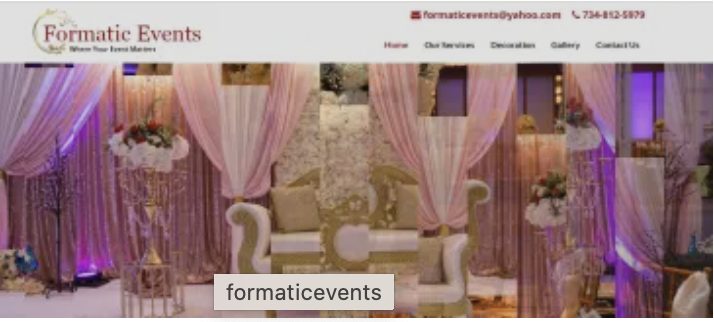 formaticevents@yahoo.com 734-812-5979
Formatic Events
Where Your Event Matters
Home Our Services Decoration Gallery Contact Us
formaticevents